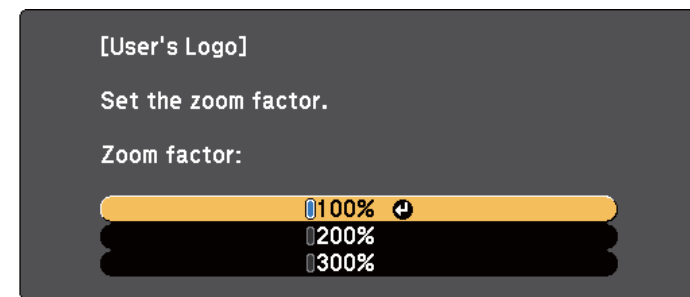 [User's Logo]
Set the zoom factor.
Zoom factor:
100%
200%
300%